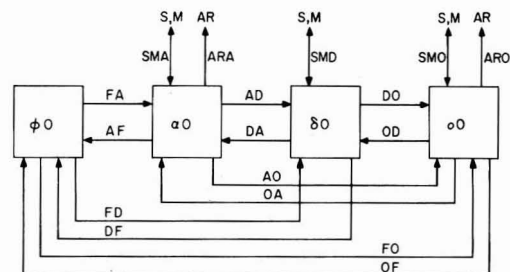 S,M AR S,M S,M AR
SMA ARA SMD SMO ARO
FA AD DO
φO αO δO oO
AF DA OD
AO
OA
FD
DF
FO
OF